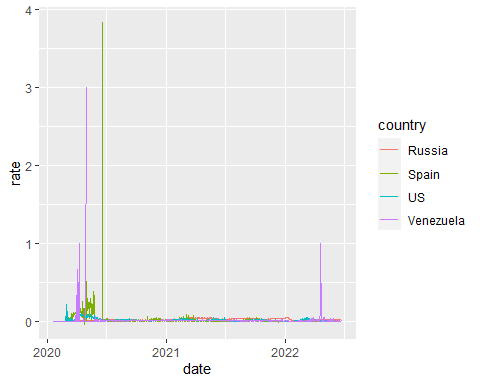 4
3
2
1
0
rate
2020
2021
2022
date
country
Russia
Spain
US
Venezuela